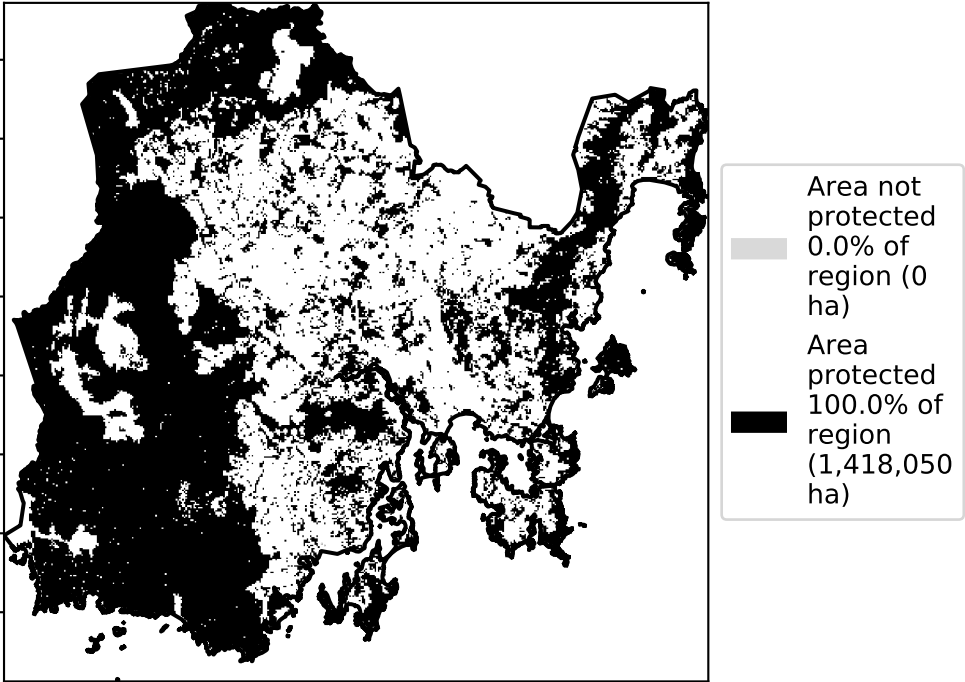 Area not
protected
0.0% of
region (0
ha)
Area
protected
100.0% of
region
(1,418,050
ha)